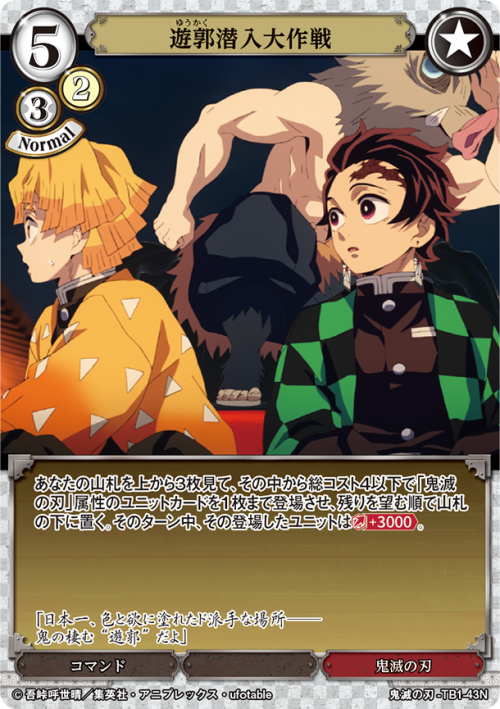 5
ゆうかく
遊郭潜入大作戦
3
2
Normal
あなたの山札を上から3枚見て、その中から総コスト4以下で「鬼滅
の刃」属性のユニットカードを1枚まで登場させ、残りを望む順で山札
の下に置く。そのターン中、その登場したユニットは+3000。
「日本一、色と欲に塗れたド派手な場所――
鬼の棲む“遊郭”だよ」
コマンド
鬼滅の刃
©吾峠呼世晴／集英社・アニプレックス・ufotable
鬼滅の刃 -TB1-43N